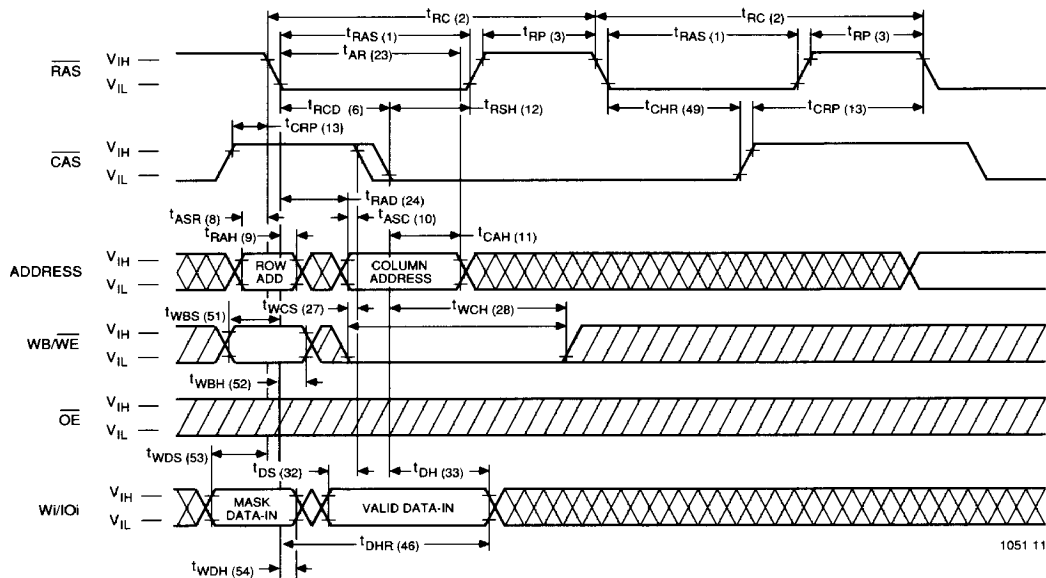 tRC (2) tRC (2)
tRAS (1) tRP (3) tRAS (1) tRP (3)
tAR (23)
RAS VIH
VIL
tRCD (6) tRSH (12) tCHR (49) tCRP (13)
tCRP (13)
CAS VIH
VIL
tRAD (24)
tASR (8) tASC (10)
tRAH (9) tCAH (11)
ADDRESS VIH ROW ADD COLUMN ADDRESS
VIL
tWCS (27) tWCH (28)
tWBS (51)
WB/WE VIH
VIL
tWBH (52)
OE VIH
VIL
tWDS (53) tDS (32) tDH (33)
Wi/IOi VIH MASK DATA-IN VALID DATA-IN
VIL
tDHR (46)
tWDH (54)
1051 11